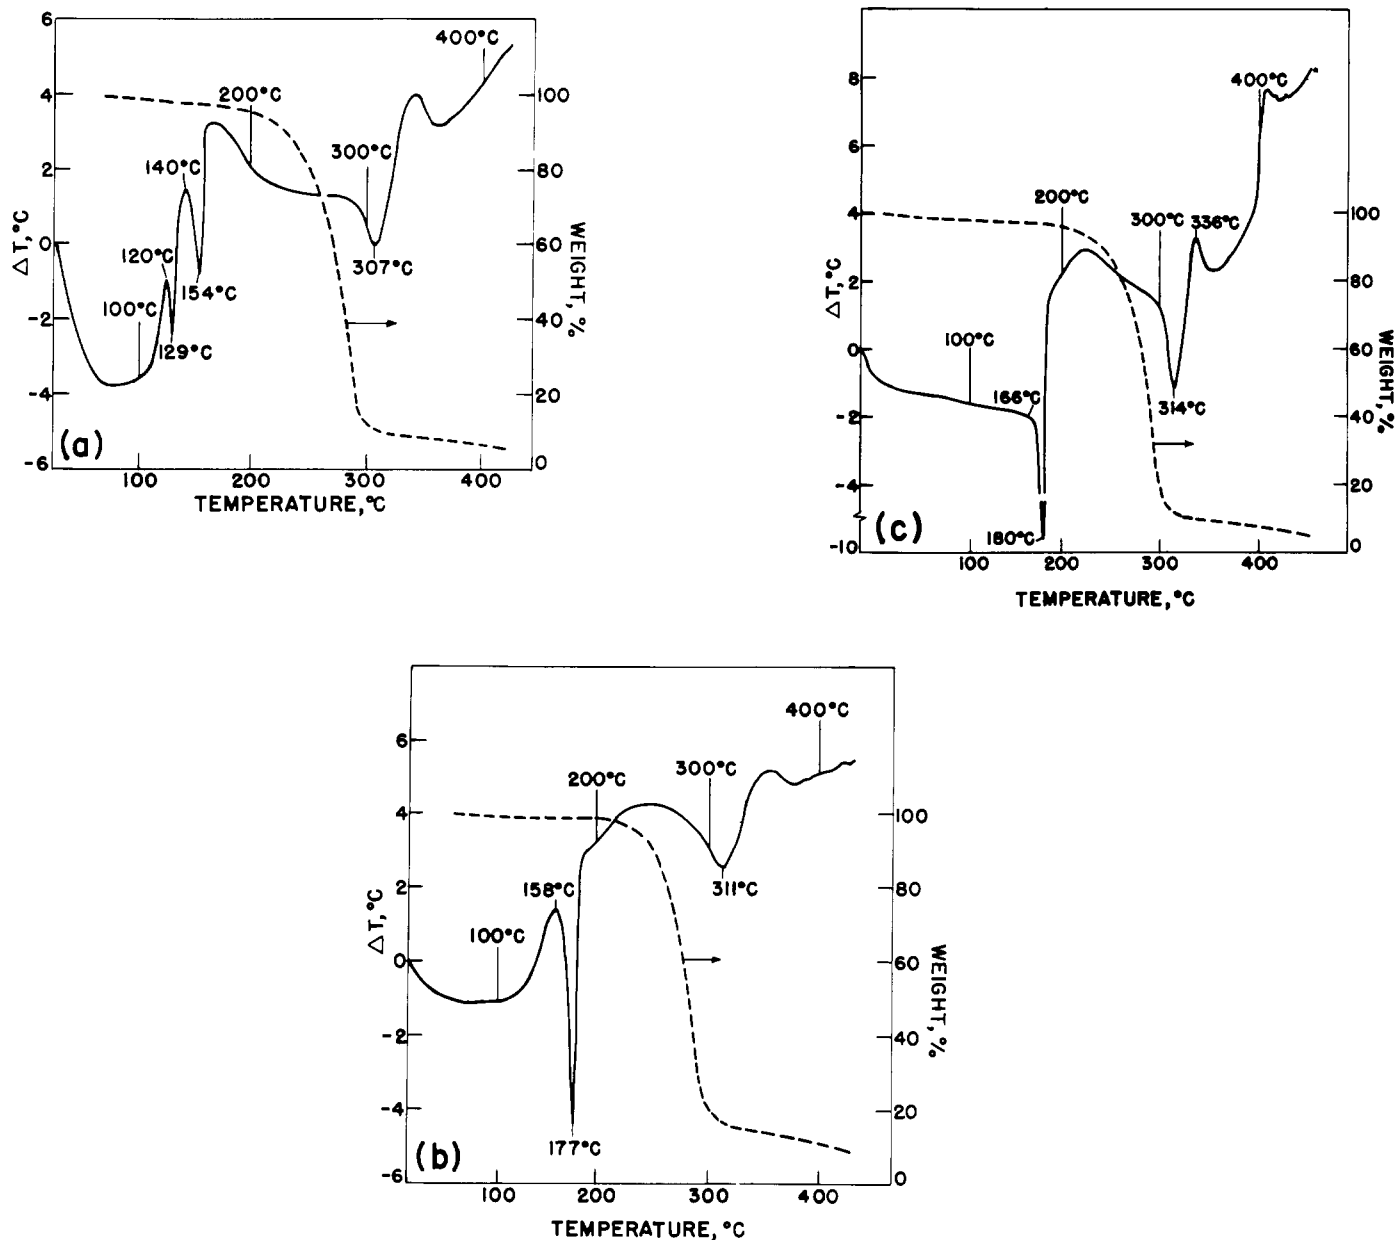 6
4
2
0
-2
-4
-6
ΔT, °C
100°C
120°C
129°C
140°C
154°C
200°C
300°C
307°C
400°C
100
80
60
40
20
0
WEIGHT, %
(a)
100
200
300
400
TEMPERATURE, °C
8
6
4
2
0
-2
-4
-10
ΔT, °C
100°C
166°C
180°C
200°C
300°C
314°C
336°C
400°C
100
80
60
40
20
0
WEIGHT, %
(c)
100
200
300
400
TEMPERATURE, °C
6
4
2
0
-2
-4
-6
ΔT, °C
100°C
158°C
177°C
200°C
300°C
311°C
400°C
100
80
60
40
20
0
WEIGHT, %
(b)
100
200
300
400
TEMPERATURE, °C